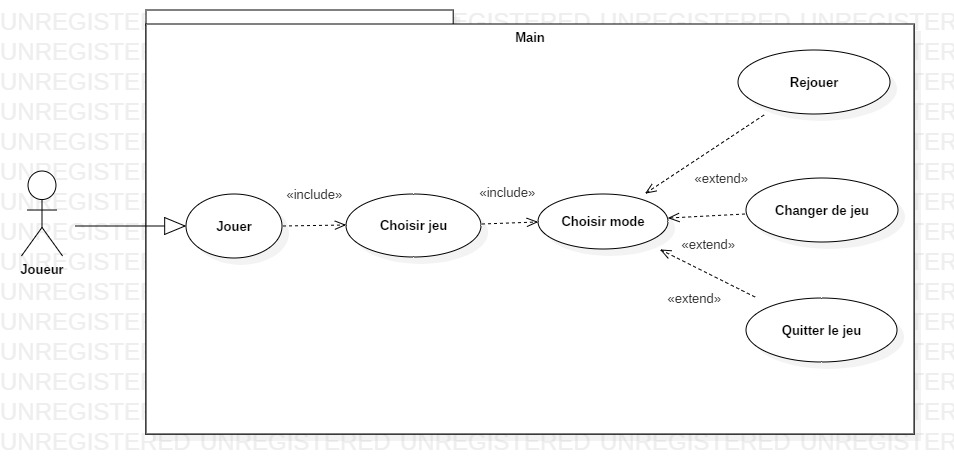 UNREGISTERED UNREGISTERED UNREGISTERED UNREGISTERED
Main
Rejouer
«include»
«include»
«extend»
Jouer
Choisir jeu
Choisir mode
Changer de jeu
«extend»
Joueur
«extend»
Quitter le jeu
UNREGISTERED UNREGISTERED UNREGISTERED UNREGISTERED UNREGISTERED